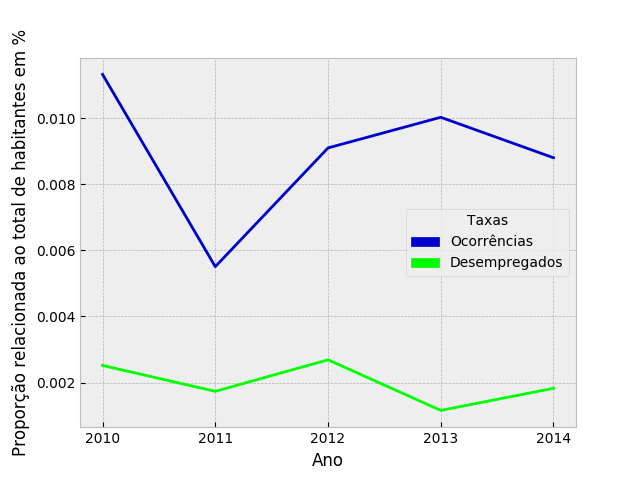 Proporção relacionada ao total de habitantes em %
0.010
0.008
0.006
0.004
0.002
Taxas
Ocorrências
Desempregados
2010 2011 2012 2013 2014
Ano